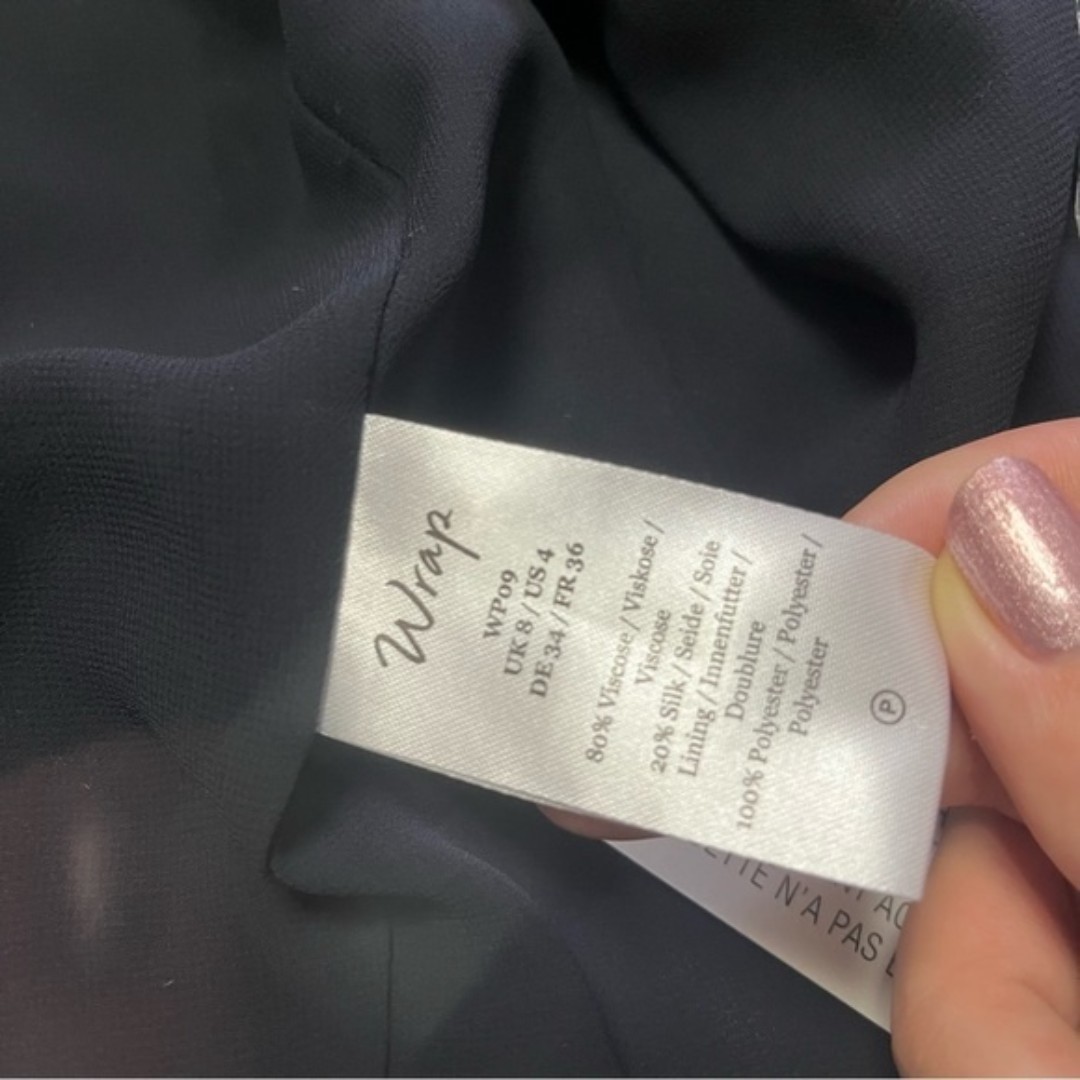 Wrap
WP09
UK 8 / US 4
DE 34 / FR 36
80% Viscose / Viskose /
Viscose
20% Silk / Seide / Soie
Lining / Innenfutter /
Doublure
100% Polyester / Polyester /
Polyester
P
N'A PAS